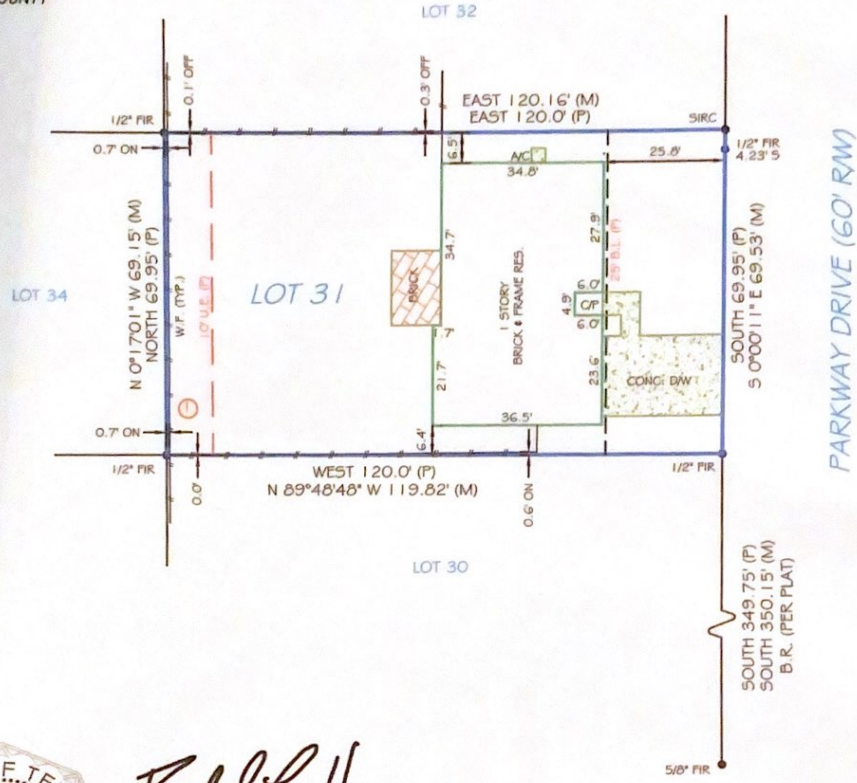 LOT 32
0.1' OFF
0.3' OFF
EAST 120.16' (M)
EAST 120.0' (P)
1/2" FIR
SIRC
0.7' ON
6.5'
A/C
34.8'
25.8'
1/2" FIR
4.23' S
PARKWAY DRIVE (60' R/W)
LOT 34
N 0°17'01" W 69.15' (M)
NORTH 69.95' (P)
W.F. (TYP.)
10' U.E. (P)
LOT 31
BRICK
34.7'
1 STORY
BRICK & FRAME RES.
27.9'
25' B.L. (P)
6.0'
4.9'
C/P
6.0'
SOUTH 69.95' (P)
S 0°00'11" E 69.53' (M)
.7'
21.7'
23.6'
CONC. D/W
36.5'
0.7' ON
6.4'
1/2" FIR
0.0'
WEST 120.0' (P)
N 89°48'48" W 119.82' (M)
0.6' ON
1/2" FIR
LOT 30
SOUTH 349.75' (P)
SOUTH 350.15' (M)
B.R. (PER PLAT)
5/8" FIR